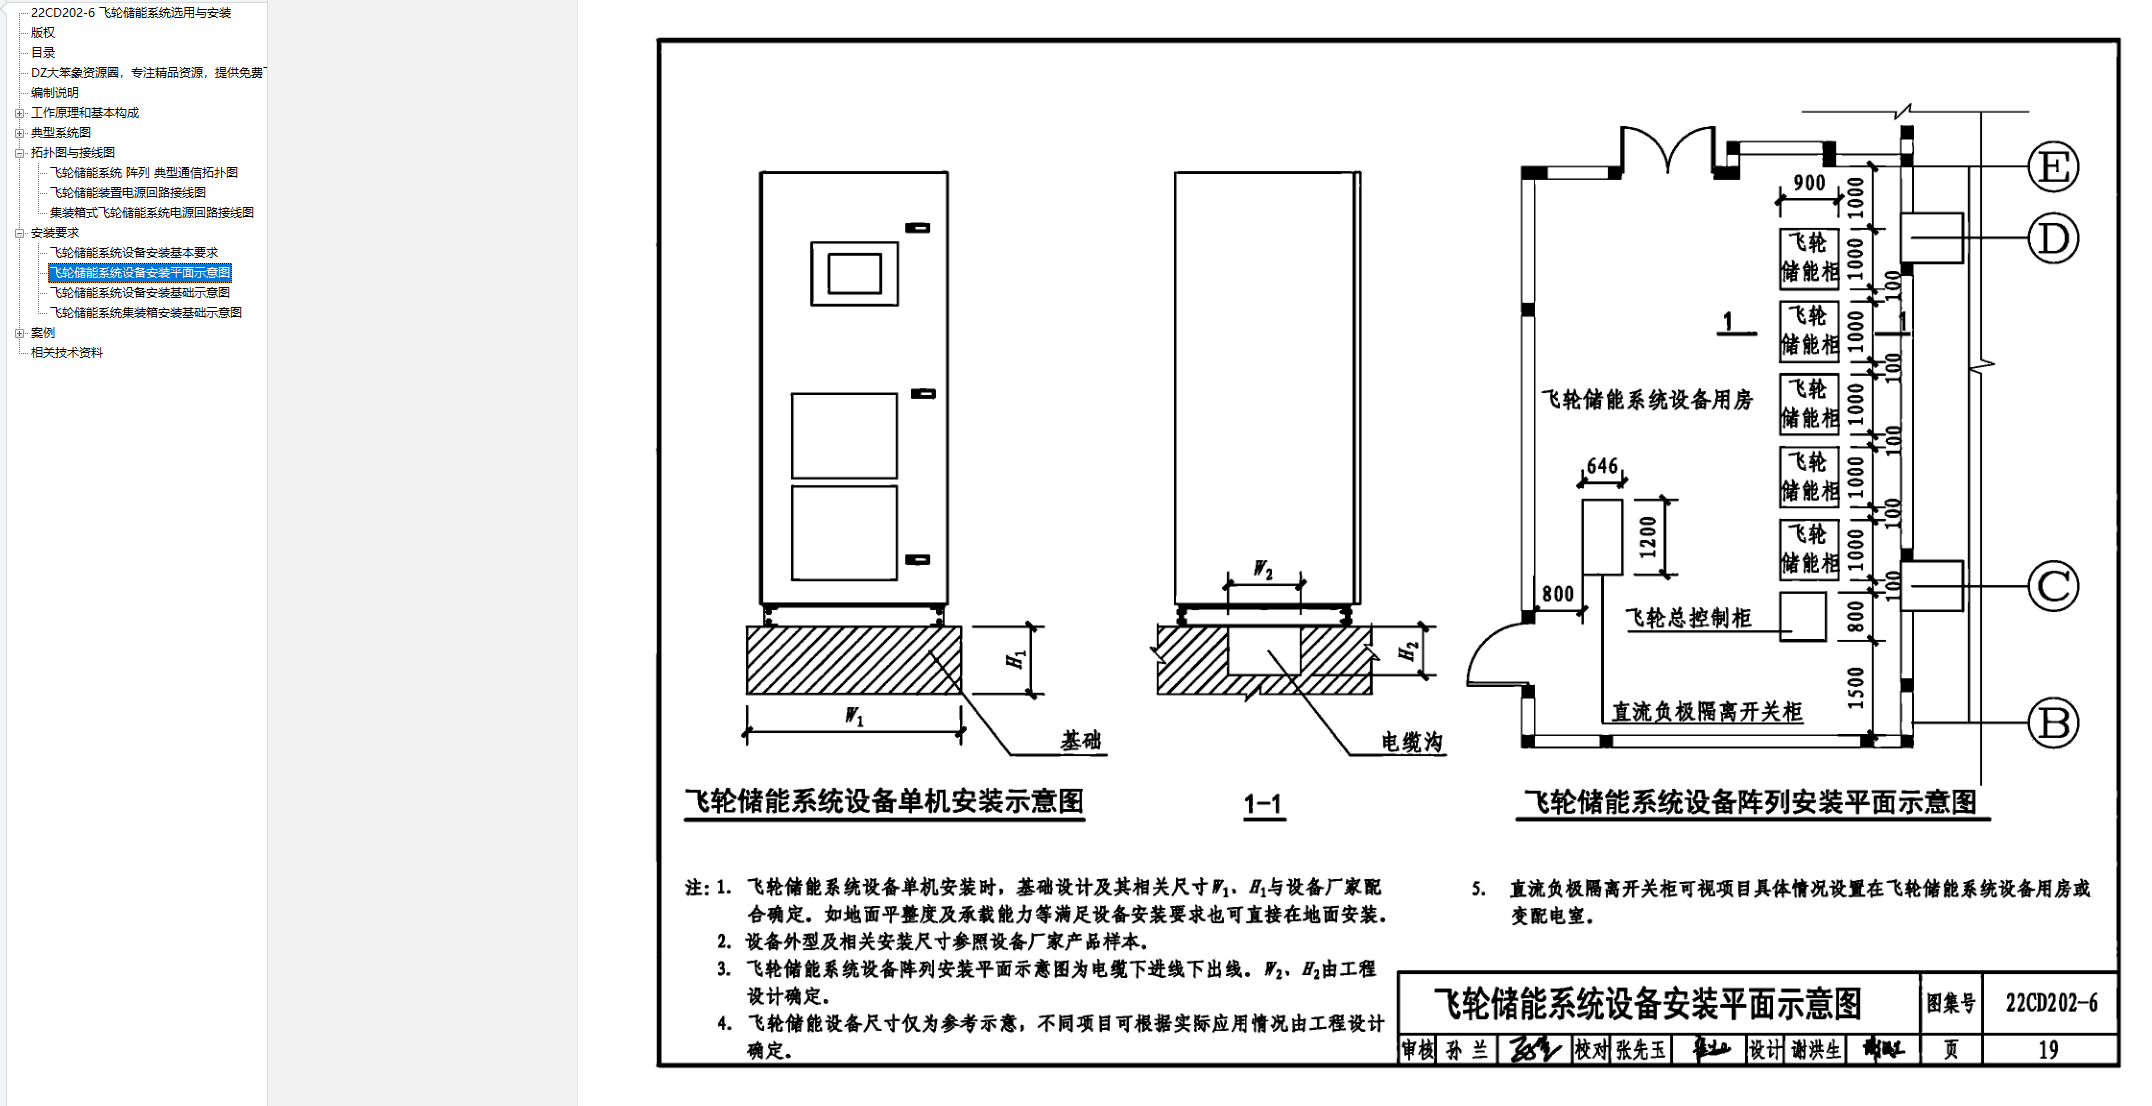 22CD202-6 飞轮储能系统选用与安装
版权
目录
DZ大笨象资源圈，专注精品资源，提供免费
编制说明
工作原理和基本构成
典型系统图
拓扑图与接线图
飞轮储能系统 阵列 典型通信拓扑图
飞轮储能装置电源回路接线图
集装箱式飞轮储能系统电源回路接线图
安装要求
飞轮储能系统设备安装基本要求
飞轮储能系统设备安装平面示意图
飞轮储能系统设备安装基础示意图
飞轮储能系统集装箱安装基础示意图
案例
相关技术资料
H₁
W₁
基础
飞轮储能系统设备单机安装示意图
W₂
H₂
电缆沟
1-1
E
D
C
B
900
1000
飞轮
储能柜
1000
100
1
1
飞轮
储能柜
1000
100
飞轮
储能柜
1000
100
飞轮储能系统设备用房
飞轮
储能柜
1000
100
646
1200
飞轮
储能柜
1000
100
800
飞轮总控制柜
800
1500
直流负极隔离开关柜
飞轮储能系统设备阵列安装平面示意图
注：1. 飞轮储能系统设备单机安装时，基础设计及其相关尺寸W₁、H₁与设备厂家配
合确定。如地面平整度及承载能力等满足设备安装要求也可直接在地面安装。
2. 设备外型及相关安装尺寸参照设备厂家产品样本。
3. 飞轮储能系统设备阵列安装平面示意图为电缆下进线下出线。W₂、H₂由工程
设计确定。
4. 飞轮储能设备尺寸仅为参考示意，不同项目可根据实际应用情况由工程设计
确定。
5. 直流负极隔离开关柜可视项目具体情况设置在飞轮储能系统设备用房或
变配电室。
飞轮储能系统设备安装平面示意图
图集号
22CD202-6
审核 孙 兰 校对 张先玉 设计 谢洪生 页 19